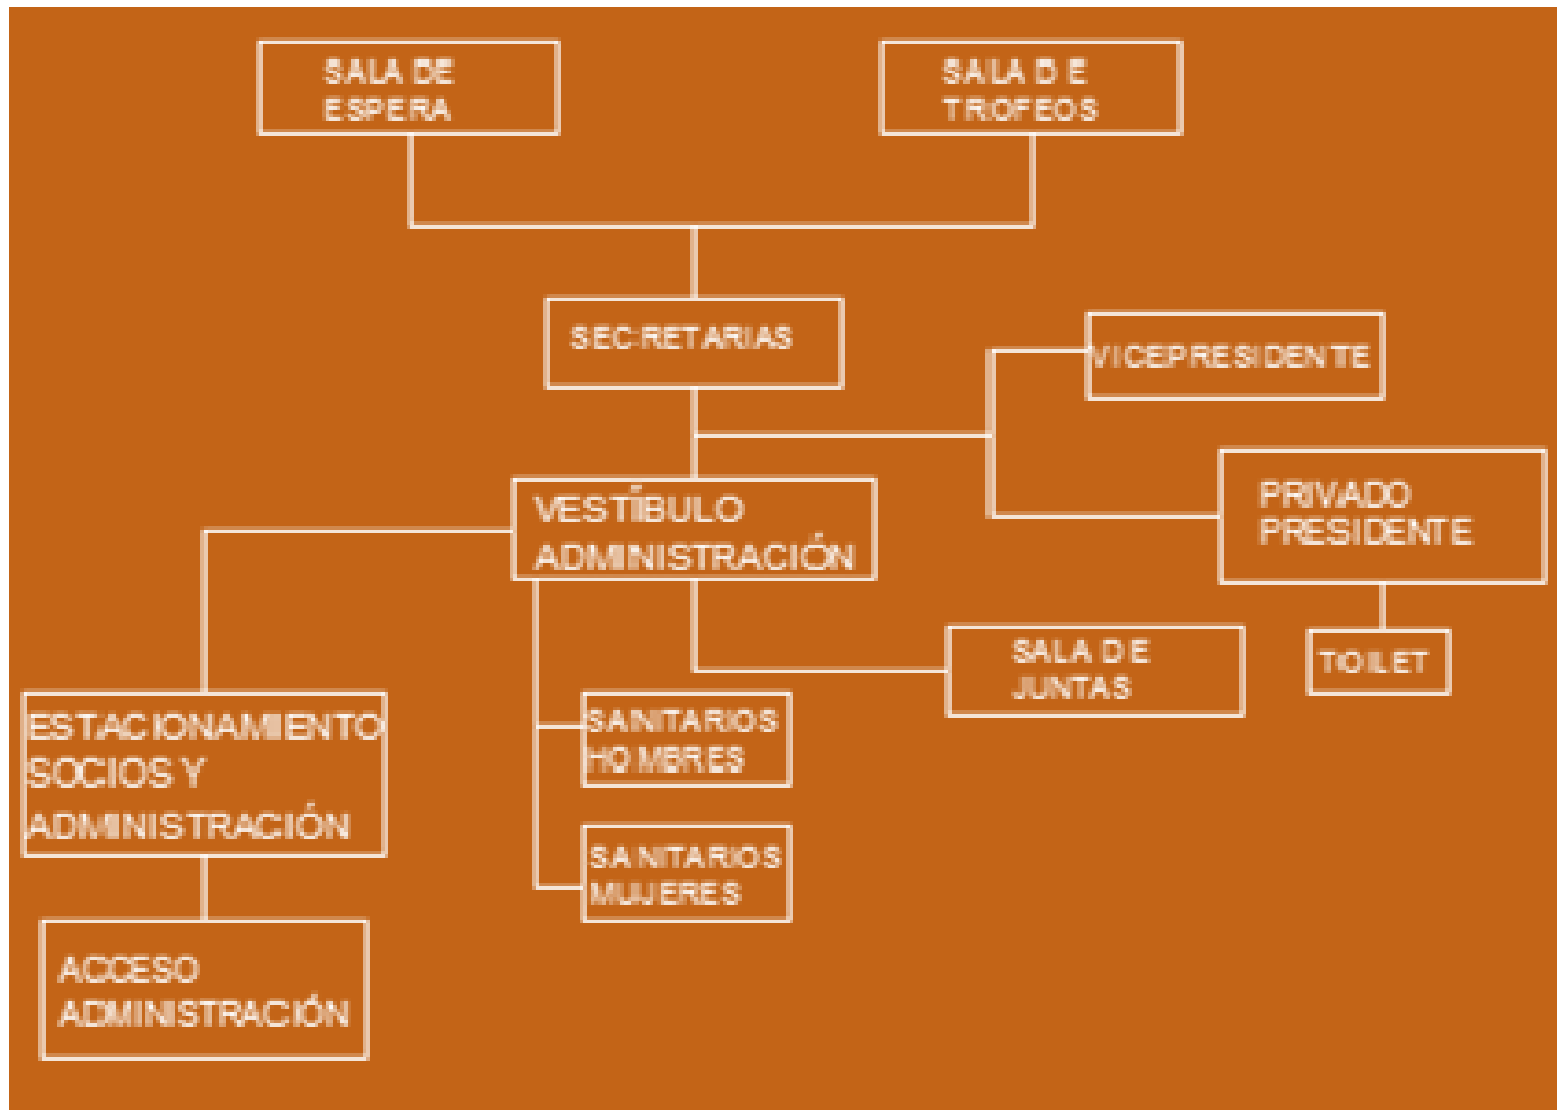 SALA DE
ESPERA
SALA DE
TROFEOS
SECRETARIAS
VICEPRESIDENTE
VESTÍBULO
ADMINISTRACIÓN
PRIVADO
PRESIDENTE
SALA DE
JUNTAS
TOILET
ESTACIONAMIENTO
SOCIOS Y
ADMINISTRACIÓN
SANITARIOS
HOMBRES
SANITARIOS
MUJERES
ACCESO
ADMINISTRACIÓN